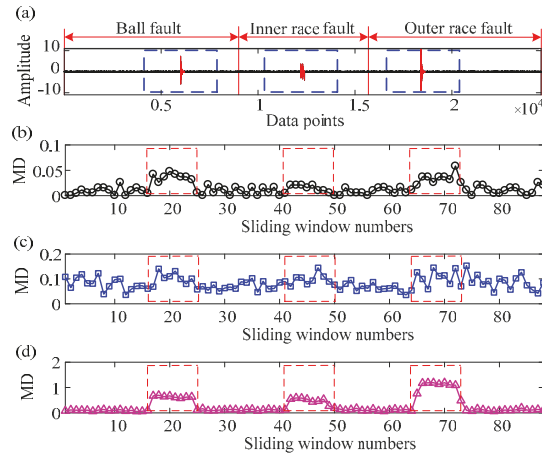 (a)
Ball fault
Inner race fault
Outer race fault
Amplitude
10
0
-10
0.5
1
1.5
2
×10⁴
Data points
(b)
MD
0.1
0.05
0
10 20 30 40 50 60 70 80
Sliding window numbers
(c)
MD
0.2
0.1
0
10 20 30 40 50 60 70 80
Sliding window numbers
(d)
MD
2
1
0
10 20 30 40 50 60 70 80
Sliding window numbers